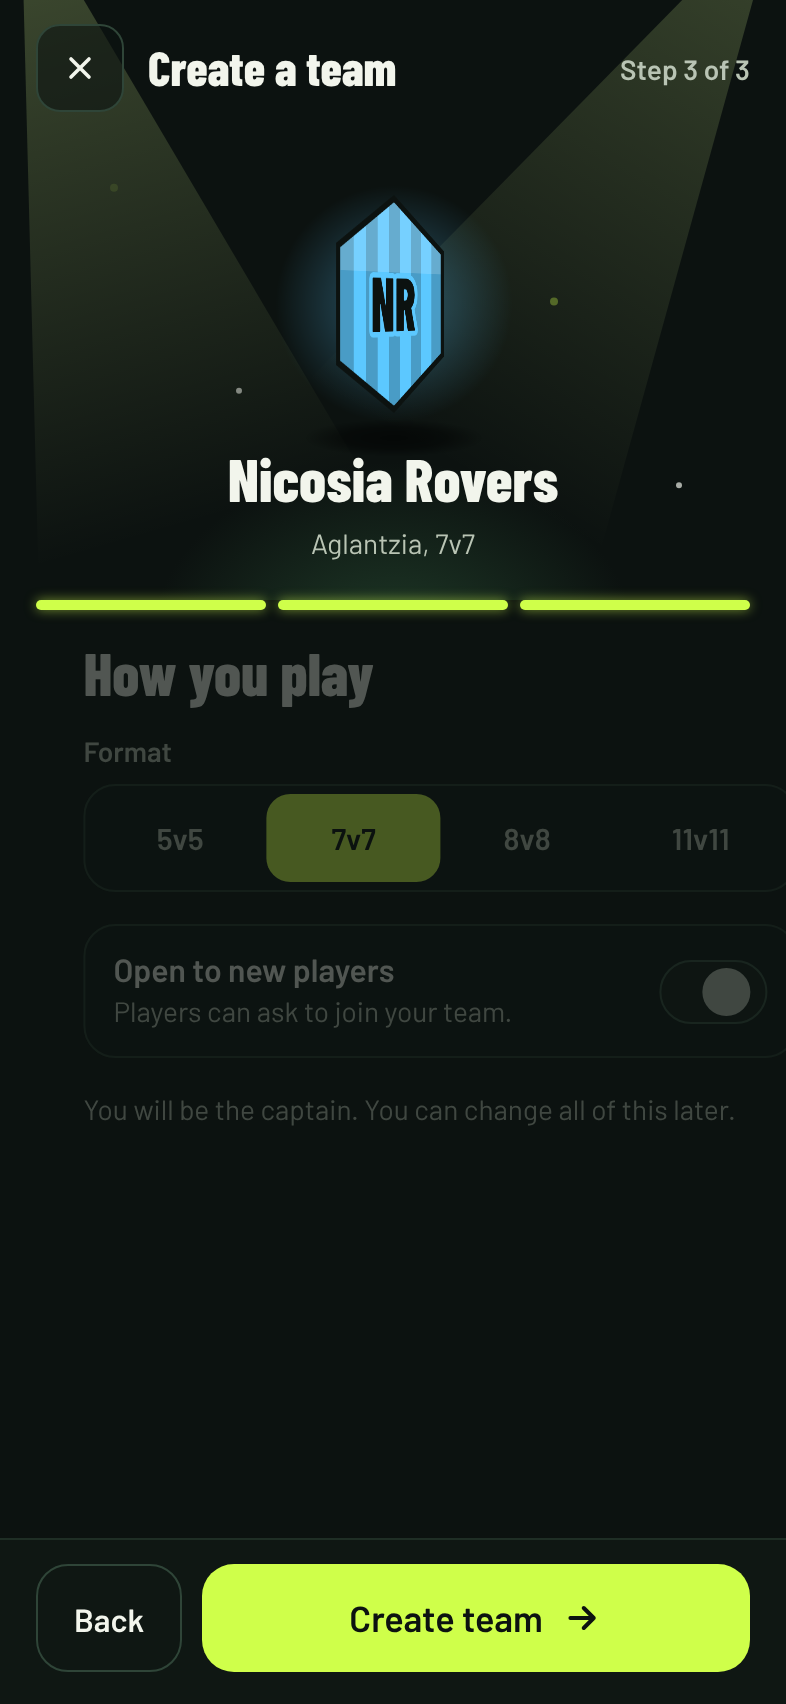 Create a team
Step 3 of 3
NR
Nicosia Rovers
Aglantzia, 7v7
How you play
Format
5v5
7v7
8v8
11v11
Open to new players
Players can ask to join your team.
You will be the captain. You can change all of this later.
Back
Create team